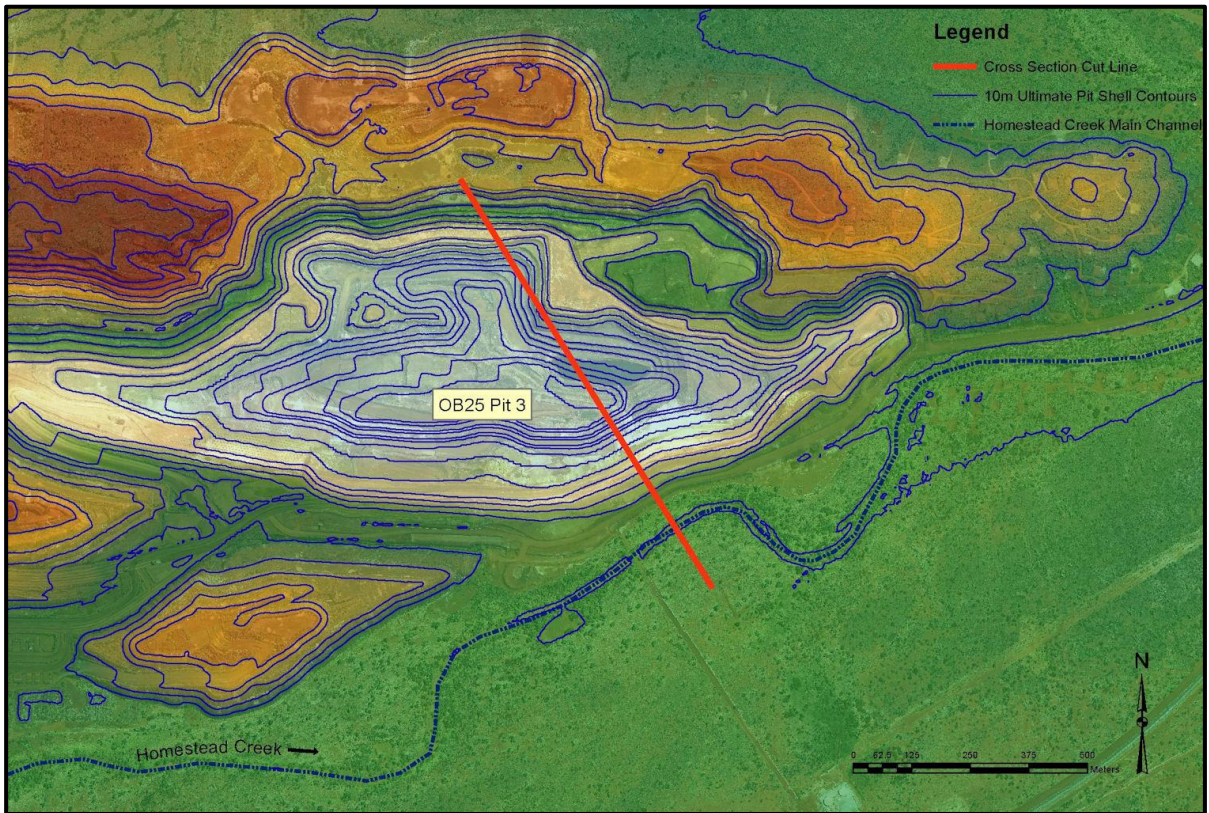 Legend
Cross Section Cut Line
10m Ultimate Pit Shell Contours
Homestead Creek Main Channel
OB25 Pit 3
Homestead Creek
N
0 62.5 125 250 375 500
Meters